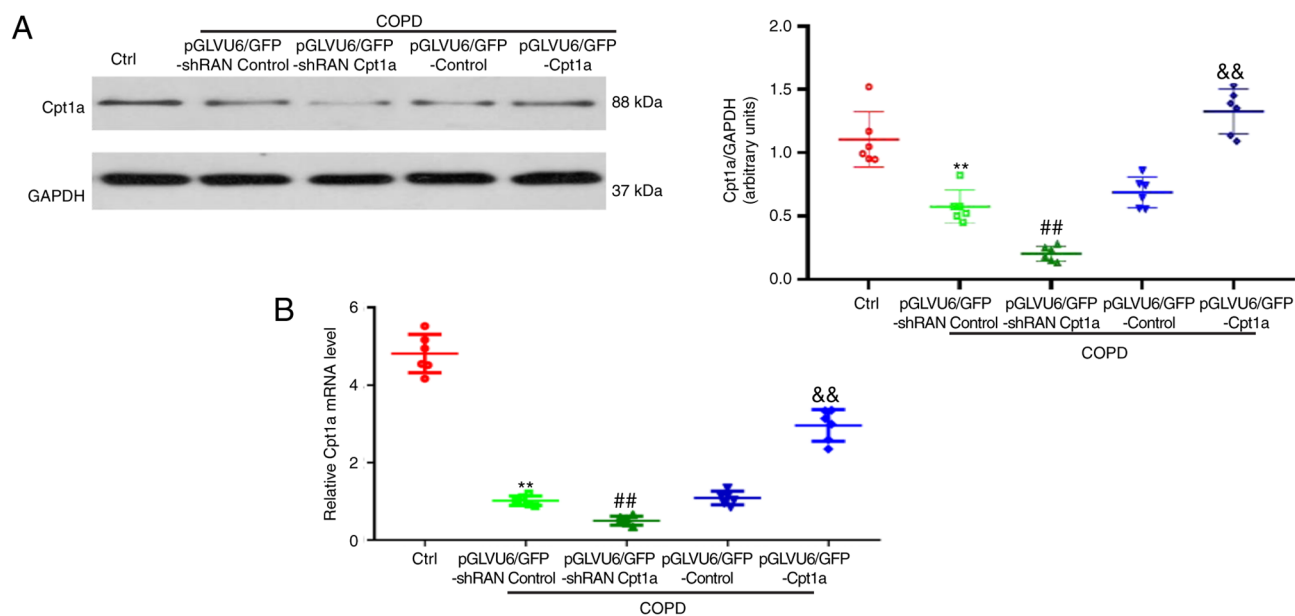 A
COPD
Ctrl
pGLVU6/GFP
-shRAN Control
pGLVU6/GFP
-shRAN Cpt1a
pGLVU6/GFP
-Control
pGLVU6/GFP
-Cpt1a
Cpt1a
88 kDa
GAPDH
37 kDa
Cpt1a/GAPDH
(arbitrary units)
2.0
1.5
1.0
0.5
0.0
**
##
&&
Ctrl
pGLVU6/GFP
-shRAN Control
pGLVU6/GFP
-shRAN Cpt1a
pGLVU6/GFP
-Control
pGLVU6/GFP
-Cpt1a
COPD
B
Relative Cpt1a mRNA level
6
4
2
0
**
##
&&
Ctrl
pGLVU6/GFP
-shRAN Control
pGLVU6/GFP
-shRAN Cpt1a
pGLVU6/GFP
-Control
pGLVU6/GFP
-Cpt1a
COPD